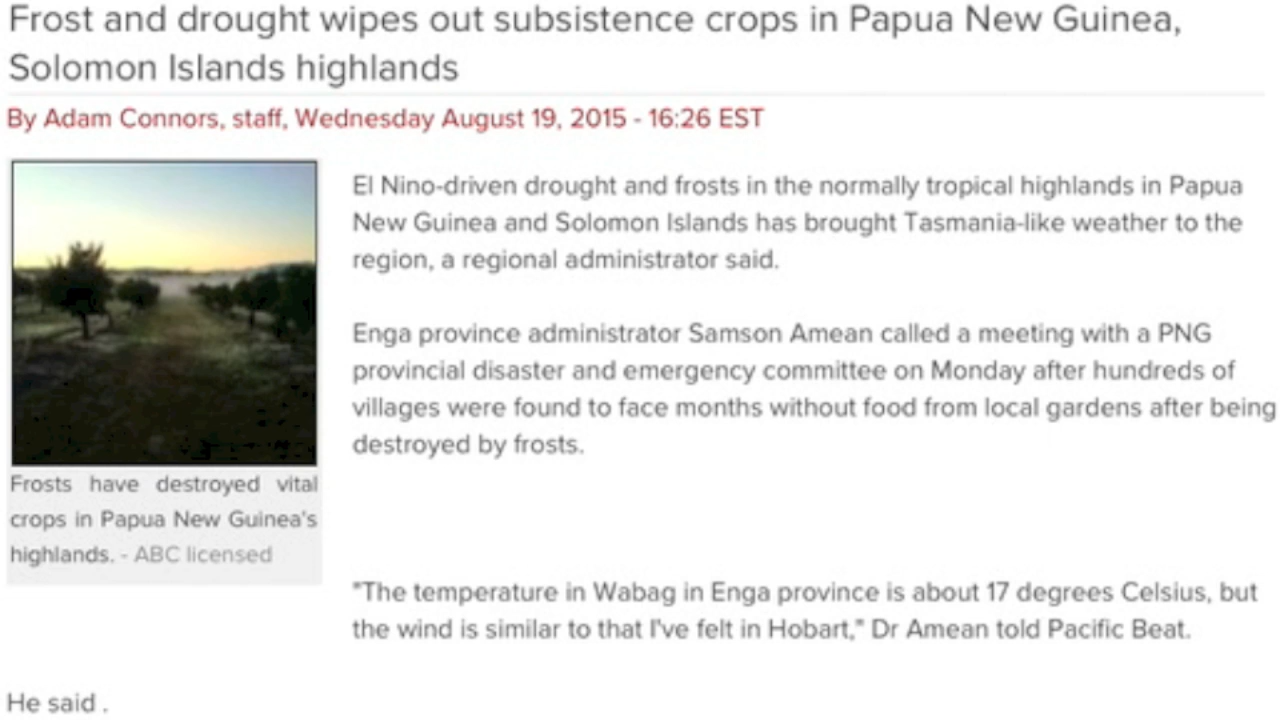 Frost and drought wipes out subsistence crops in Papua New Guinea,
Solomon Islands highlands
By Adam Connors, staff, Wednesday August 19, 2015 - 16:26 EST
El Nino-driven drought and frosts in the normally tropical highlands in Papua
New Guinea and Solomon Islands has brought Tasmania-like weather to the
region, a regional administrator said.
Enga province administrator Samson Amean called a meeting with a PNG
provincial disaster and emergency committee on Monday after hundreds of
villages were found to face months without food from local gardens after being
destroyed by frosts.
Frosts have destroyed vital
crops in Papua New Guinea's
highlands. - ABC licensed
"The temperature in Wabag in Enga province is about 17 degrees Celsius, but
the wind is similar to that I've felt in Hobart," Dr Amean told Pacific Beat.
He said .